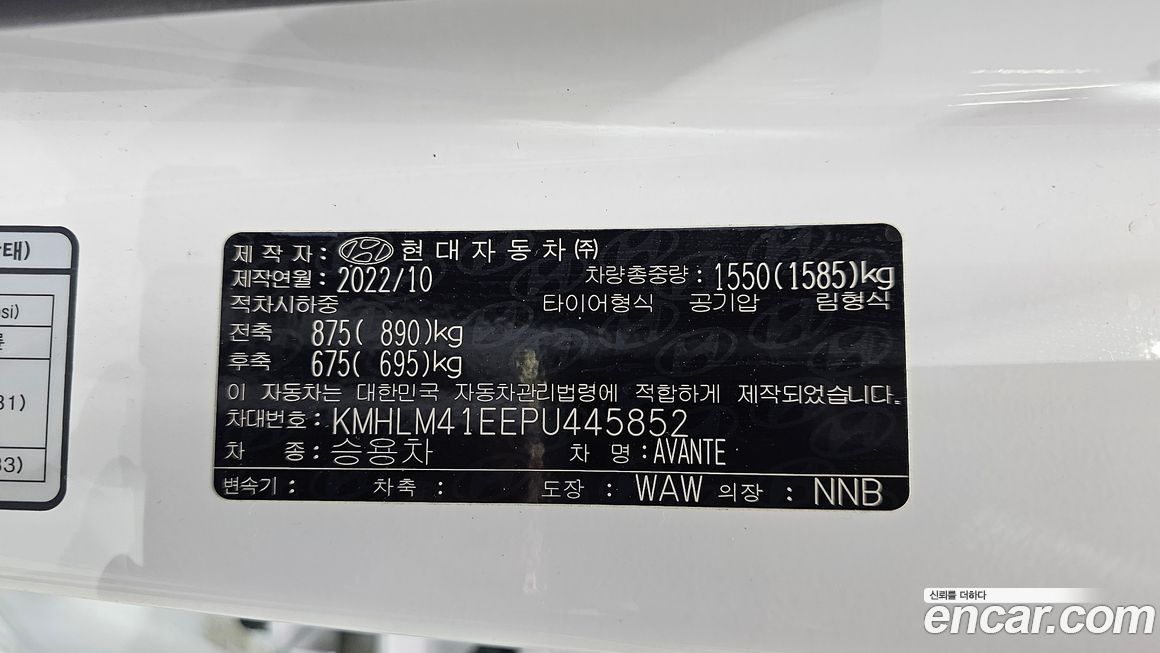 태)
si)
31)
33)
제 작 자 : 현대자동차㈜
제작연월 : 2022/10 차량총중량 : 1550(1585)kg
적차시하중 타이어형식 공기압 림형식
전축 875( 890)kg
후축 675( 695)kg
이 자동차는 대한민국 자동차관리법령에 적합하게 제작되었습니다.
차대번호 : KMHLM41EEPU445852
차 종 : 승용차 차 명 : AVANTE
변속기 : 차축 : 도장 : WAW 의장 : NNB
신뢰를 더하다
encar.com